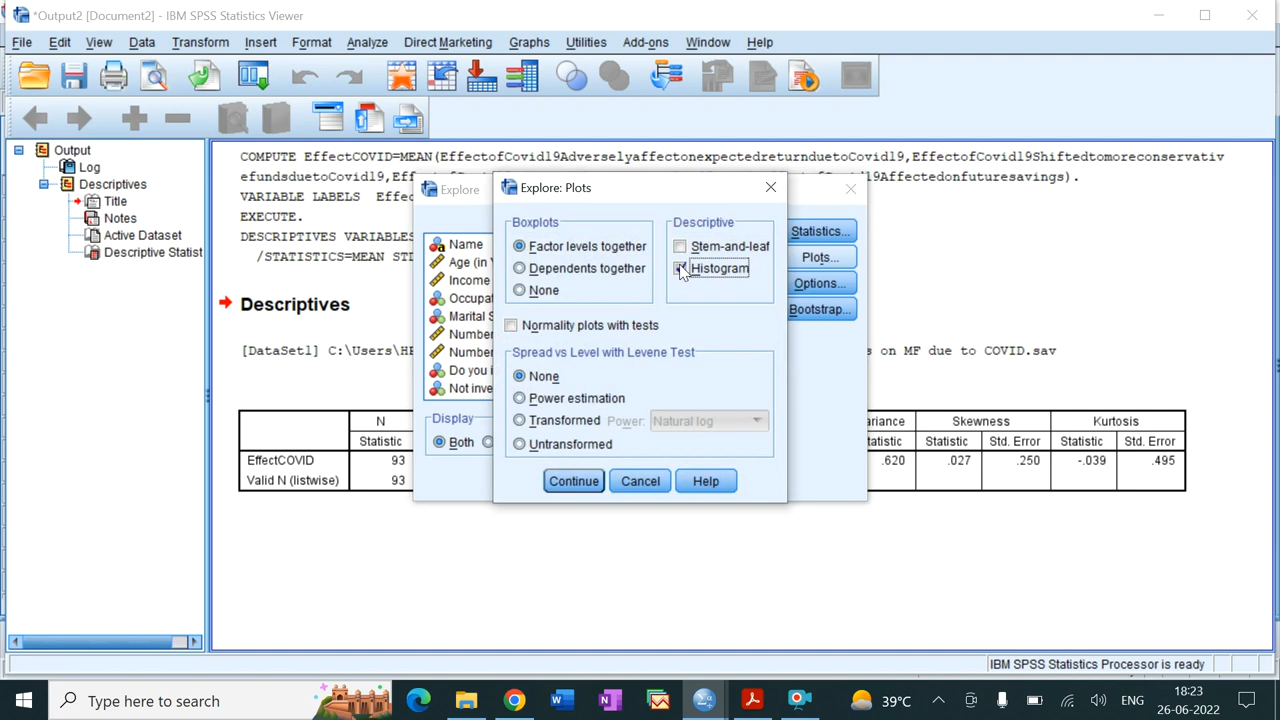 *Output2 [Document2] - IBM SPSS Statistics Viewer
File Edit View Data Transform Insert Format Analyze Direct Marketing Graphs Utilities Add-ons Window Help
Output
Log
Descriptives
Title
Notes
Active Dataset
Descriptive Statist
COMPUTE EffectCOVID=MEAN(EffectofCovid19Adverselyaffectonexpectedreturnduetocovid19,EffectofCovid19Shiftedtomoreconservativ
efundsduetoCovid19,Ef
Covid19Affectedonfuturesavings).
VARIABLE LABELS Effe
EXECUTE.
DESCRIPTIVES VARIABLES
/STATISTICS=MEAN STD
Descriptives
[DataSet1] C:\Users\HP
s on MF due to COVID.sav
N
Statistic
EffectCOVID 93
Valid N (listwise) 93
ariance Skewness Kurtosis
tatistic Statistic Std. Error Statistic Std. Error
.620 .027 .250 -.039 .495
Explore
Name
Age (in Y
Income
Occupat
Marital S
Number
Number
Do you i
Not inve
Display
Both
Statistics...
Plots...
Options...
Bootstrap...
Explore: Plots
Boxplots
Factor levels together
Dependents together
None
Descriptive
Stem-and-leaf
Histogram
Normality plots with tests
Spread vs Level with Levene Test
None
Power estimation
Transformed Power: Natural log
Untransformed
Continue Cancel Help
IBM SPSS Statistics Processor is ready
Type here to search
39°C
ENG
18:23
26-06-2022